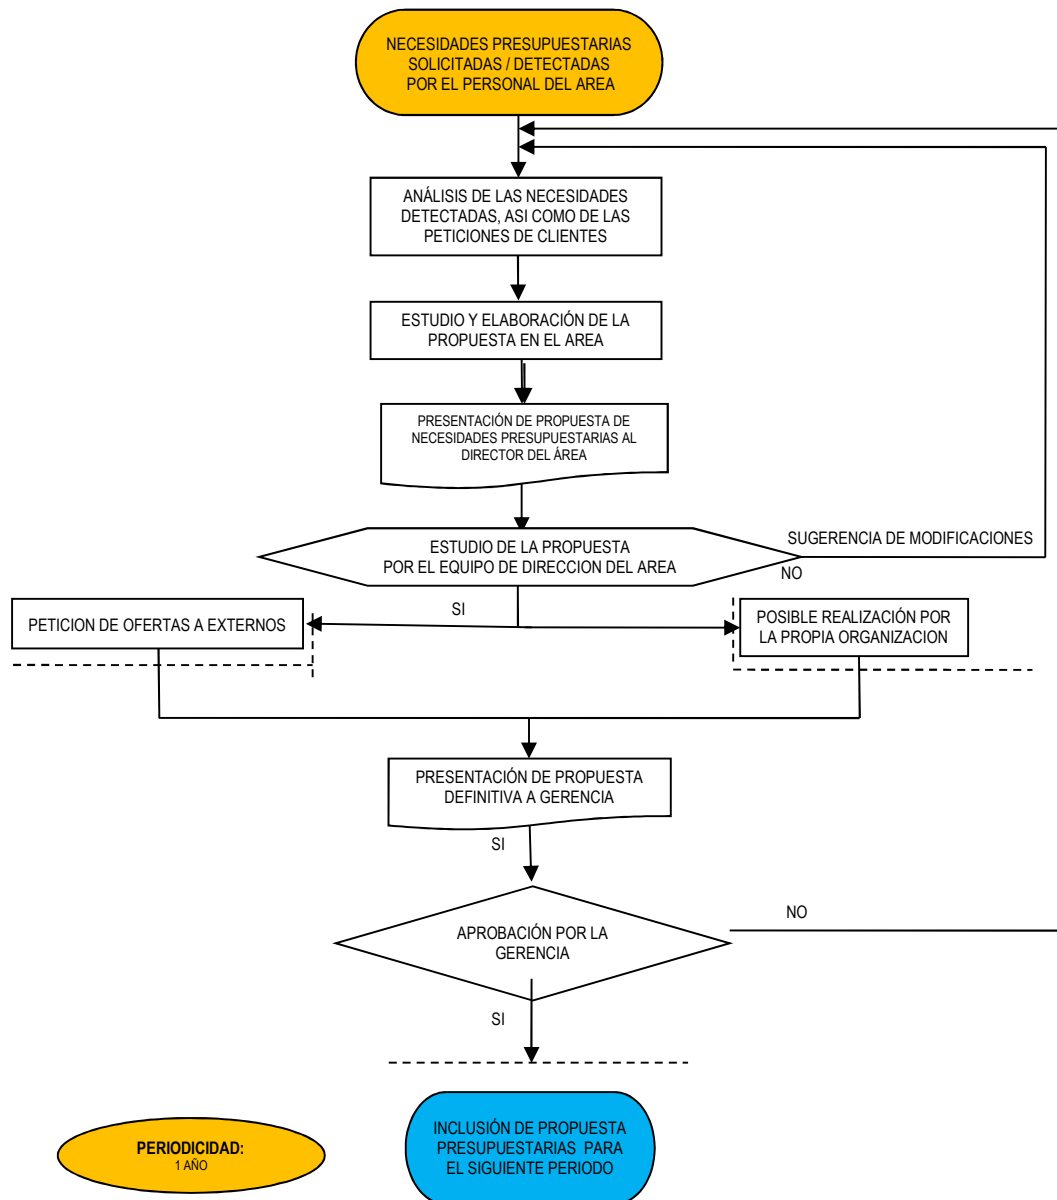 NECESIDADES PRESUPUESTARIAS
SOLICITADAS / DETECTADAS
POR EL PERSONAL DEL AREA
ANÁLISIS DE LAS NECESIDADES
DETECTADAS, ASI COMO DE LAS
PETICIONES DE CLIENTES
ESTUDIO Y ELABORACIÓN DE LA
PROPUESTA EN EL AREA
PRESENTACIÓN DE PROPUESTA DE
NECESIDADES PRESUPUESTARIAS AL
DIRECTOR DEL ÁREA
ESTUDIO DE LA PROPUESTA
POR EL EQUIPO DE DIRECCION DEL AREA
SUGERENCIA DE MODIFICACIONES
NO
SI
PETICION DE OFERTAS A EXTERNOS
POSIBLE REALIZACIÓN POR
LA PROPIA ORGANIZACION
PRESENTACIÓN DE PROPUESTA
DEFINITIVA A GERENCIA
SI
APROBACIÓN POR LA
GERENCIA
NO
SI
INCLUSIÓN DE PROPUESTA
PRESUPUESTARIAS PARA
EL SIGUIENTE PERIODO
PERIODICIDAD:
1 AÑO